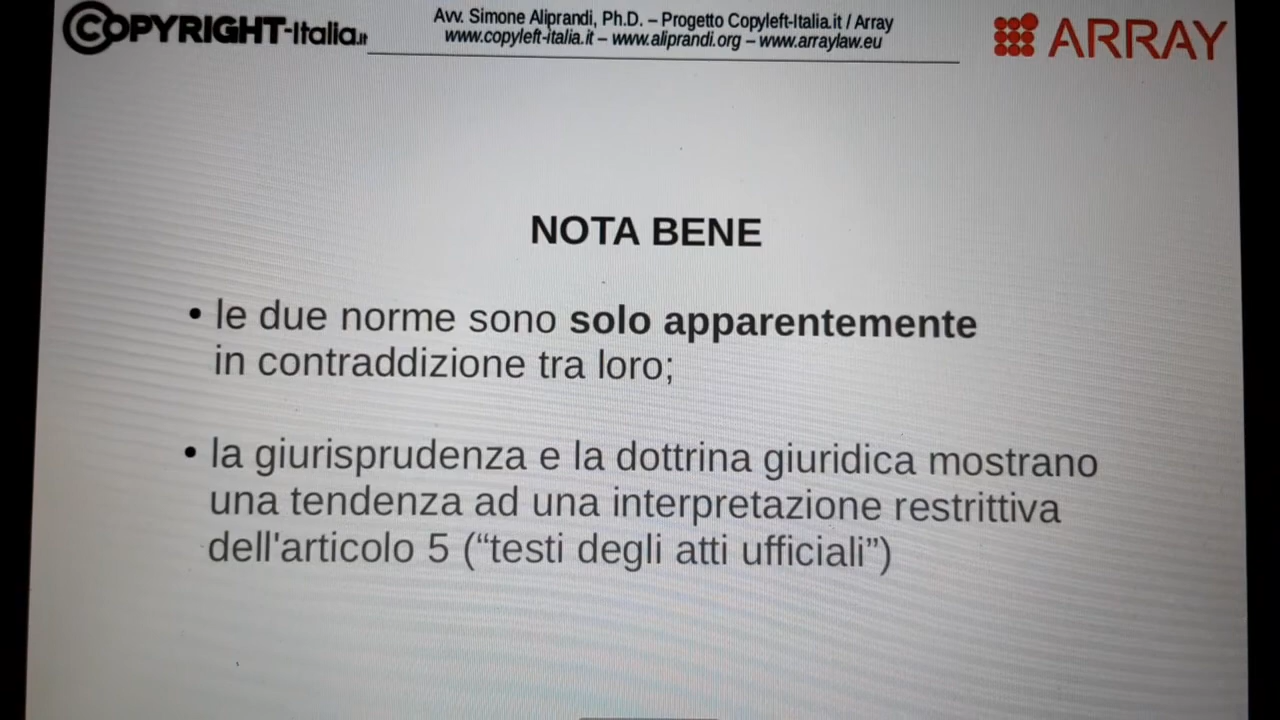 COPYRIGHT-Italia.it
Avv. Simone Aliprandi, Ph.D. – Progetto Copyleft-Italia.it / Array
www.copyleft-italia.it – www.aliprandi.org – www.arraylaw.eu
ARRAY
NOTA BENE
• le due norme sono solo apparentemente
in contraddizione tra loro;
• la giurisprudenza e la dottrina giuridica mostrano
una tendenza ad una interpretazione restrittiva
dell'articolo 5 (“testi degli atti ufficiali”)